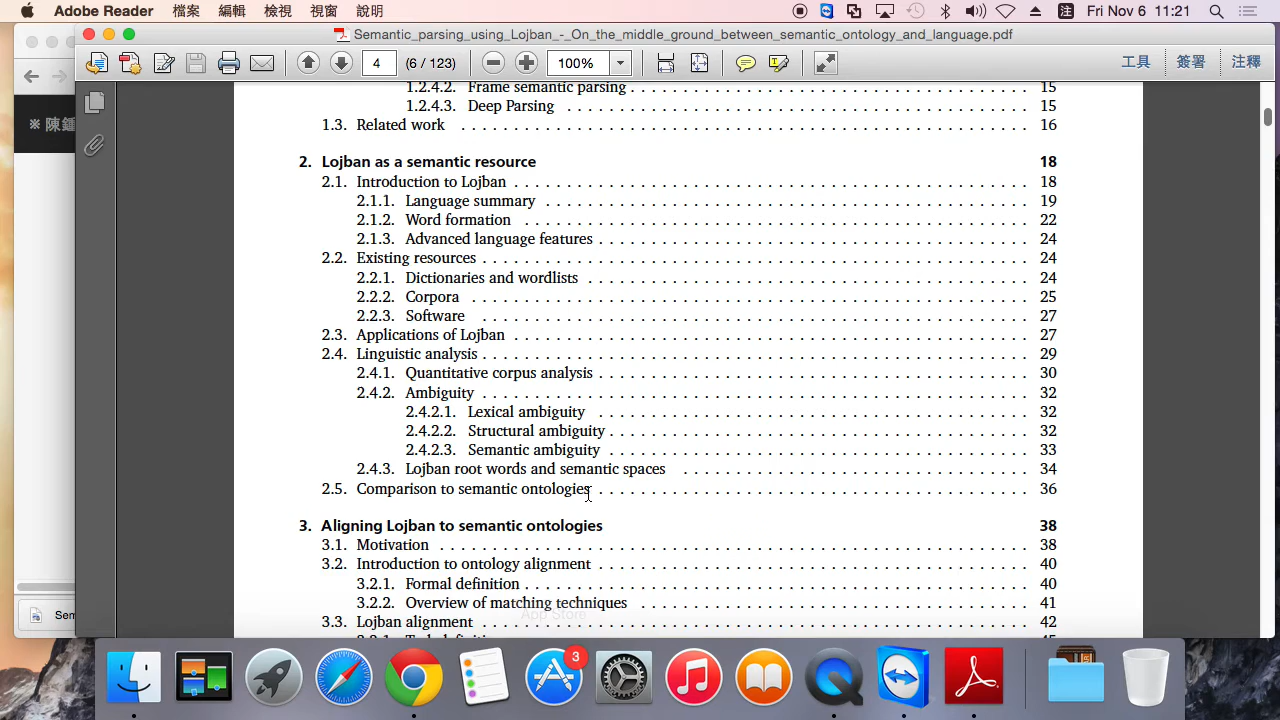 Adobe Reader 檔案 編輯 檢視 視窗 說明 注 Fri Nov 6 11:21
Semantic_parsing_using_Lojban_-_On_the_middle_ground_between_semantic_ontology_and_language.pdf
4 (6 / 123) 100% 工具 簽署 注釋
※ 陳鍾
1.2.4.2. Frame semantic parsing 15
1.2.4.3. Deep Parsing 15
1.3. Related work 16
2. Lojban as a semantic resource 18
2.1. Introduction to Lojban 18
2.1.1. Language summary 19
2.1.2. Word formation 22
2.1.3. Advanced language features 24
2.2. Existing resources 24
2.2.1. Dictionaries and wordlists 24
2.2.2. Corpora 25
2.2.3. Software 27
2.3. Applications of Lojban 27
2.4. Linguistic analysis 29
2.4.1. Quantitative corpus analysis 30
2.4.2. Ambiguity 32
2.4.2.1. Lexical ambiguity 32
2.4.2.2. Structural ambiguity 32
2.4.2.3. Semantic ambiguity 33
2.4.3. Lojban root words and semantic spaces 34
2.5. Comparison to semantic ontologies 36
3. Aligning Lojban to semantic ontologies 38
3.1. Motivation 38
3.2. Introduction to ontology alignment 40
3.2.1. Formal definition 40
3.2.2. Overview of matching techniques 41
3.3. Lojban alignment 42
App Store
Sem
3